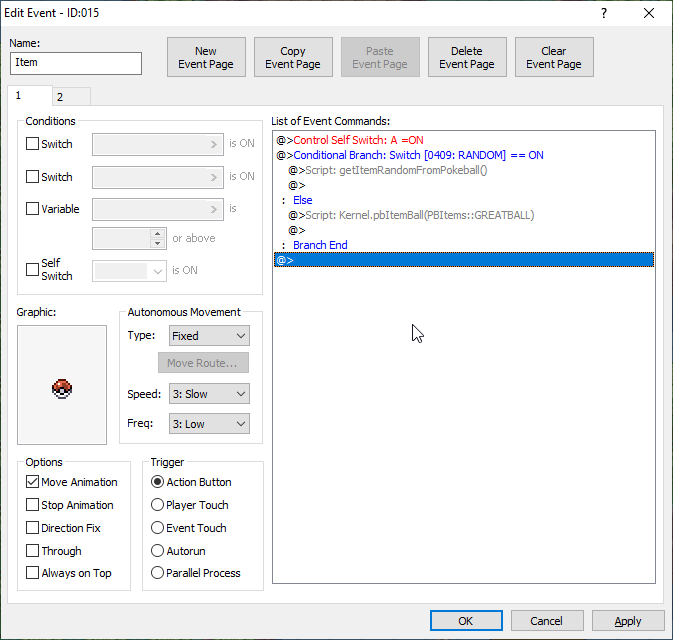 Edit Event - ID:015
?
Name:
Item
New Event Page
Copy Event Page
Paste Event Page
Delete Event Page
Clear Event Page
1
2
Conditions
Switch
is ON
Switch
is ON
Variable
is
or above
Self Switch
is ON
Graphic:
Autonomous Movement
Type:
Fixed
Move Route...
Speed:
3: Slow
Freq:
3: Low
Options
Move Animation
Stop Animation
Direction Fix
Through
Always on Top
Trigger
Action Button
Player Touch
Event Touch
Autorun
Parallel Process
List of Event Commands:
@>Control Self Switch: A =ON
@>Conditional Branch: Switch [0409: RANDOM] == ON
@>Script: getItemRandomFromPokeball()
@>
: Else
@>Script: Kernel.pbItemBall(PBItems::GREATBALL)
@>
: Branch End
@>
OK
Cancel
Apply